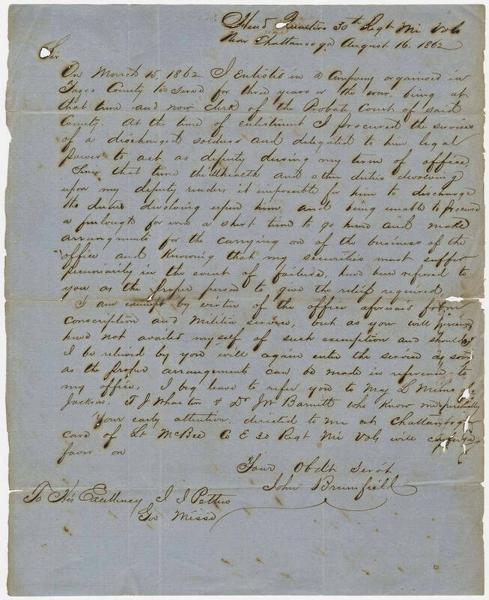 Head Quarters 30th Regt Mi Vols
Near Chattanooga August 16, 1862
Sir
On March 15, 1862 I Enlisted in a Company organised in
County to serve for three years or the war, being at
that time and now Clerk of the Probate Court of said
County. At the time of enlistment I procured the services
of a discharged soldier and delegated to him legal
Power to act as deputy during my term of office
Since that time and other duties devolving
upon my deputy renders it impossible for him to discharge
the duties devolving upon him, and being unable to procure
a furlough for even a short time to go home and make
arrangements for the carrying on of the business of the
office and knowing that my securities must suffer
pecuniarily in the event of failure, have been referred to
you as the proper person to give the relief required
I am exempt by virtue of the office aforesaid from
conscription and Militia service, but as you will perceive
have not availed myself of such exemption and should
I be relieved by you will again enter the service as soon
as the proper arrangements can be made in reference to
my office, I beg leave to refer you to Maj L
Jackson. T J Wharton & Dr J M Barnett who know me personally
Your early attention directed to me at Chattanooga
care of Lt McBee Co E 30 Regt Mi Vols will
favor on
Your Obdt Servt
John Brumfield
To His Excellency J J Pettus
Gov Missi